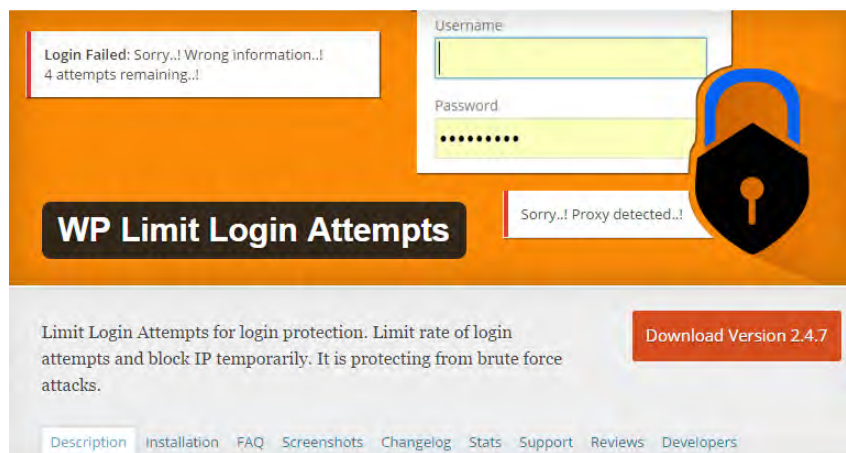 Username
Login Failed: Sorry..! Wrong information..!
4 attempts remaining..!
Password
•••••••••
WP Limit Login Attempts
Sorry..! Proxy detected..!
Limit Login Attempts for login protection. Limit rate of login
attempts and block IP temporarily. It is protecting from brute force
attacks.
Download Version 2.4.7
Description Installation FAQ Screenshots Changelog Stats Support Reviews Developers